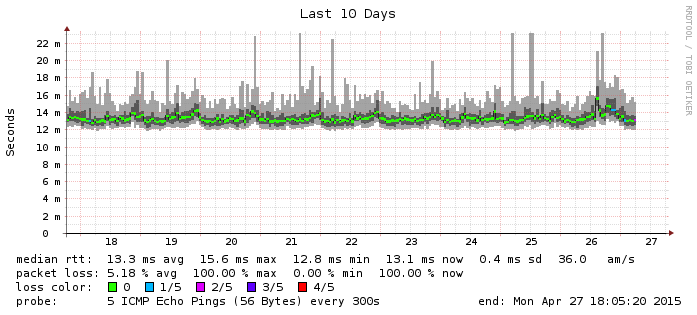 Last 10 Days
RRDTOOL / TOBI OETIKER
Seconds
22 m
20 m
18 m
16 m
14 m
12 m
10 m
8 m
6 m
4 m
2 m
0
18 19 20 21 22 23 24 25 26 27
median rtt: 13.3 ms avg 15.6 ms max 12.8 ms min 13.1 ms now 0.4 ms sd 36.0 am/s
packet loss: 5.18 % avg 100.00 % max 0.00 % min 100.00 % now
loss color: 0 1/5 2/5 3/5 4/5
probe: 5 ICMP Echo Pings (56 Bytes) every 300s end: Mon Apr 27 18:05:20 2015